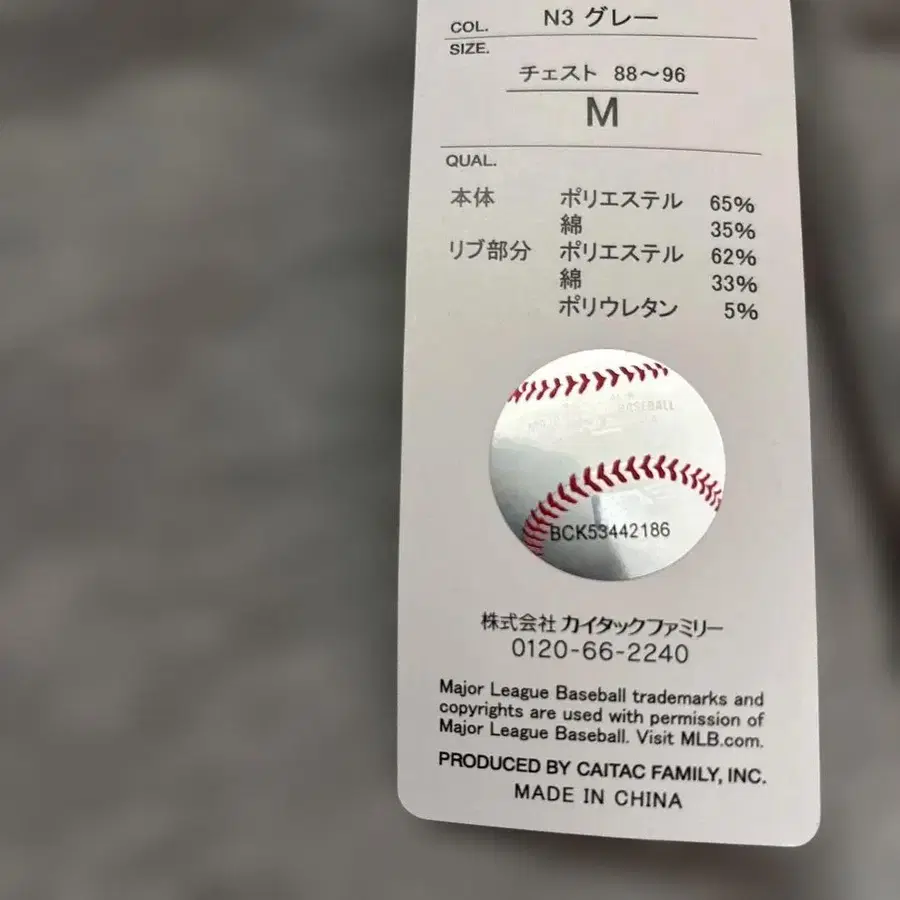 COL. N3 グレー
SIZE.
チェスト 88～96
M
QUAL.
本体 ポリエステル 65%
綿 35%
リブ部分 ポリエステル 62%
綿 33%
ポリウレタン 5%
BASEBALL
BCK53442186
株式会社 カイタックファミリー
0120-66-2240
Major League Baseball trademarks and
copyrights are used with permission of
Major League Baseball. Visit MLB.com.
PRODUCED BY CAITAC FAMILY, INC.
MADE IN CHINA